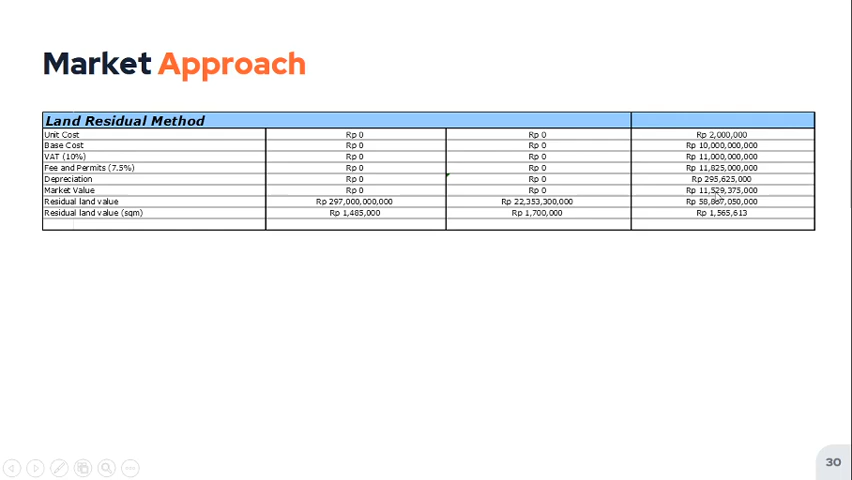 Market Approach
Land Residual Method
Unit Cost Rp 0 Rp 0 Rp 2,000,000
Base Cost Rp 0 Rp 0 Rp 10,000,000,000
VAT (10%) Rp 0 Rp 0 Rp 11,000,000,000
Fee and Permits (7.5%) Rp 0 Rp 0 Rp 11,825,000,000
Depreciation Rp 0 Rp 0 Rp 295,625,000
Market Value Rp 0 Rp 0 Rp 11,529,375,000
Residual land value Rp 297,000,000,000 Rp 22,353,300,000 Rp
Residual land value (sqm) Rp 1,485,000 Rp 1,700,000 Rp 1,565,613
30